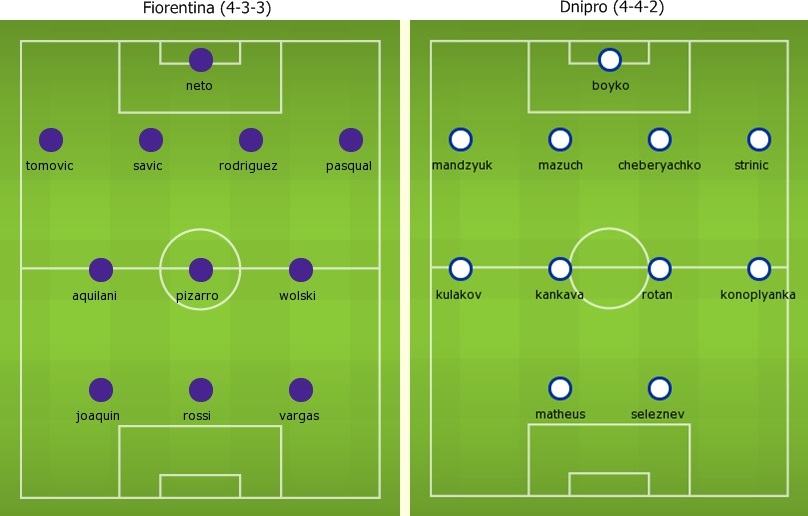 Fiorentina (4-3-3)
neto
tomovic savic rodriguez pasqual
aquilani pizarro wolski
joaquin rossi vargas
Dnipro (4-4-2)
boyko
mandzyuk mazuch cheberyachko strinic
kulakov kankava rotan konoplyanka
matheus seleznev